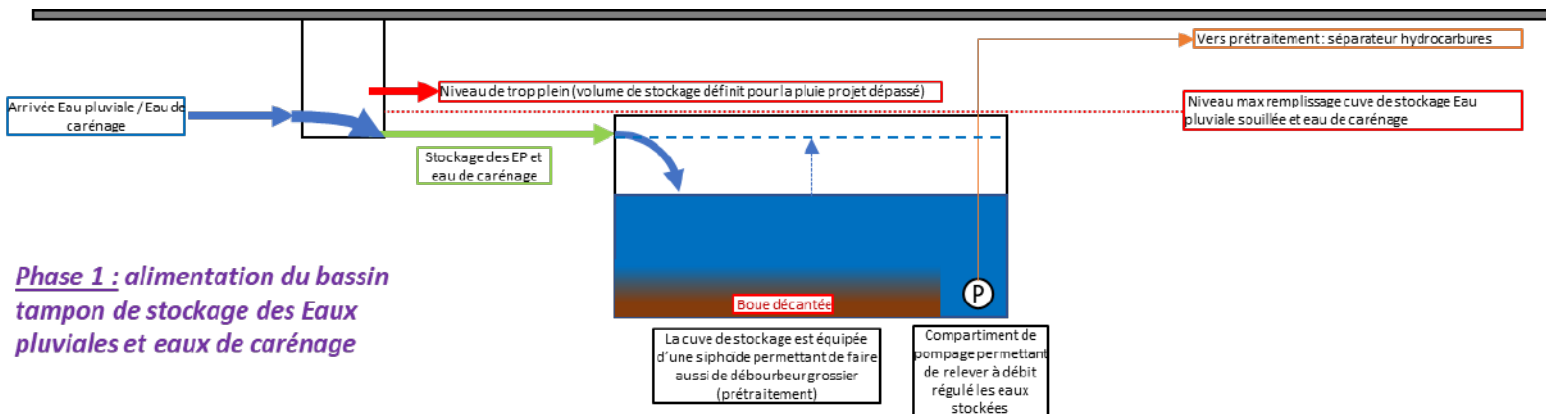 Vers prétraitement : séparateur hydrocarbures
Niveau de trop plein (volume de stockage définit pour la pluie projet dépassé)
Arrivée Eau pluviale / Eau de
carénage
Niveau max remplissage cuve de stockage Eau
pluviale souillée et eau de carénage
Stockage des EP et
eau de carénage
Phase 1 : alimentation du bassin
tampon de stockage des Eaux
pluviales et eaux de carénage
Boue décantée
P
La cuve de stockage est équipée
d'une siphoïde permettant de faire
aussi de débourbeur grossier
(prétraitement)
Compartiment de
pompage permettant
de relever à débit
régulé les eaux
stockées